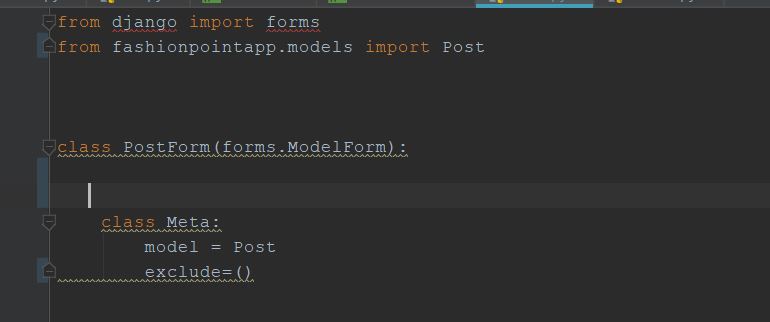 from django import forms
from fashionpointapp.models import Post
class PostForm(forms.ModelForm):
class Meta:
model = Post
exclude=()